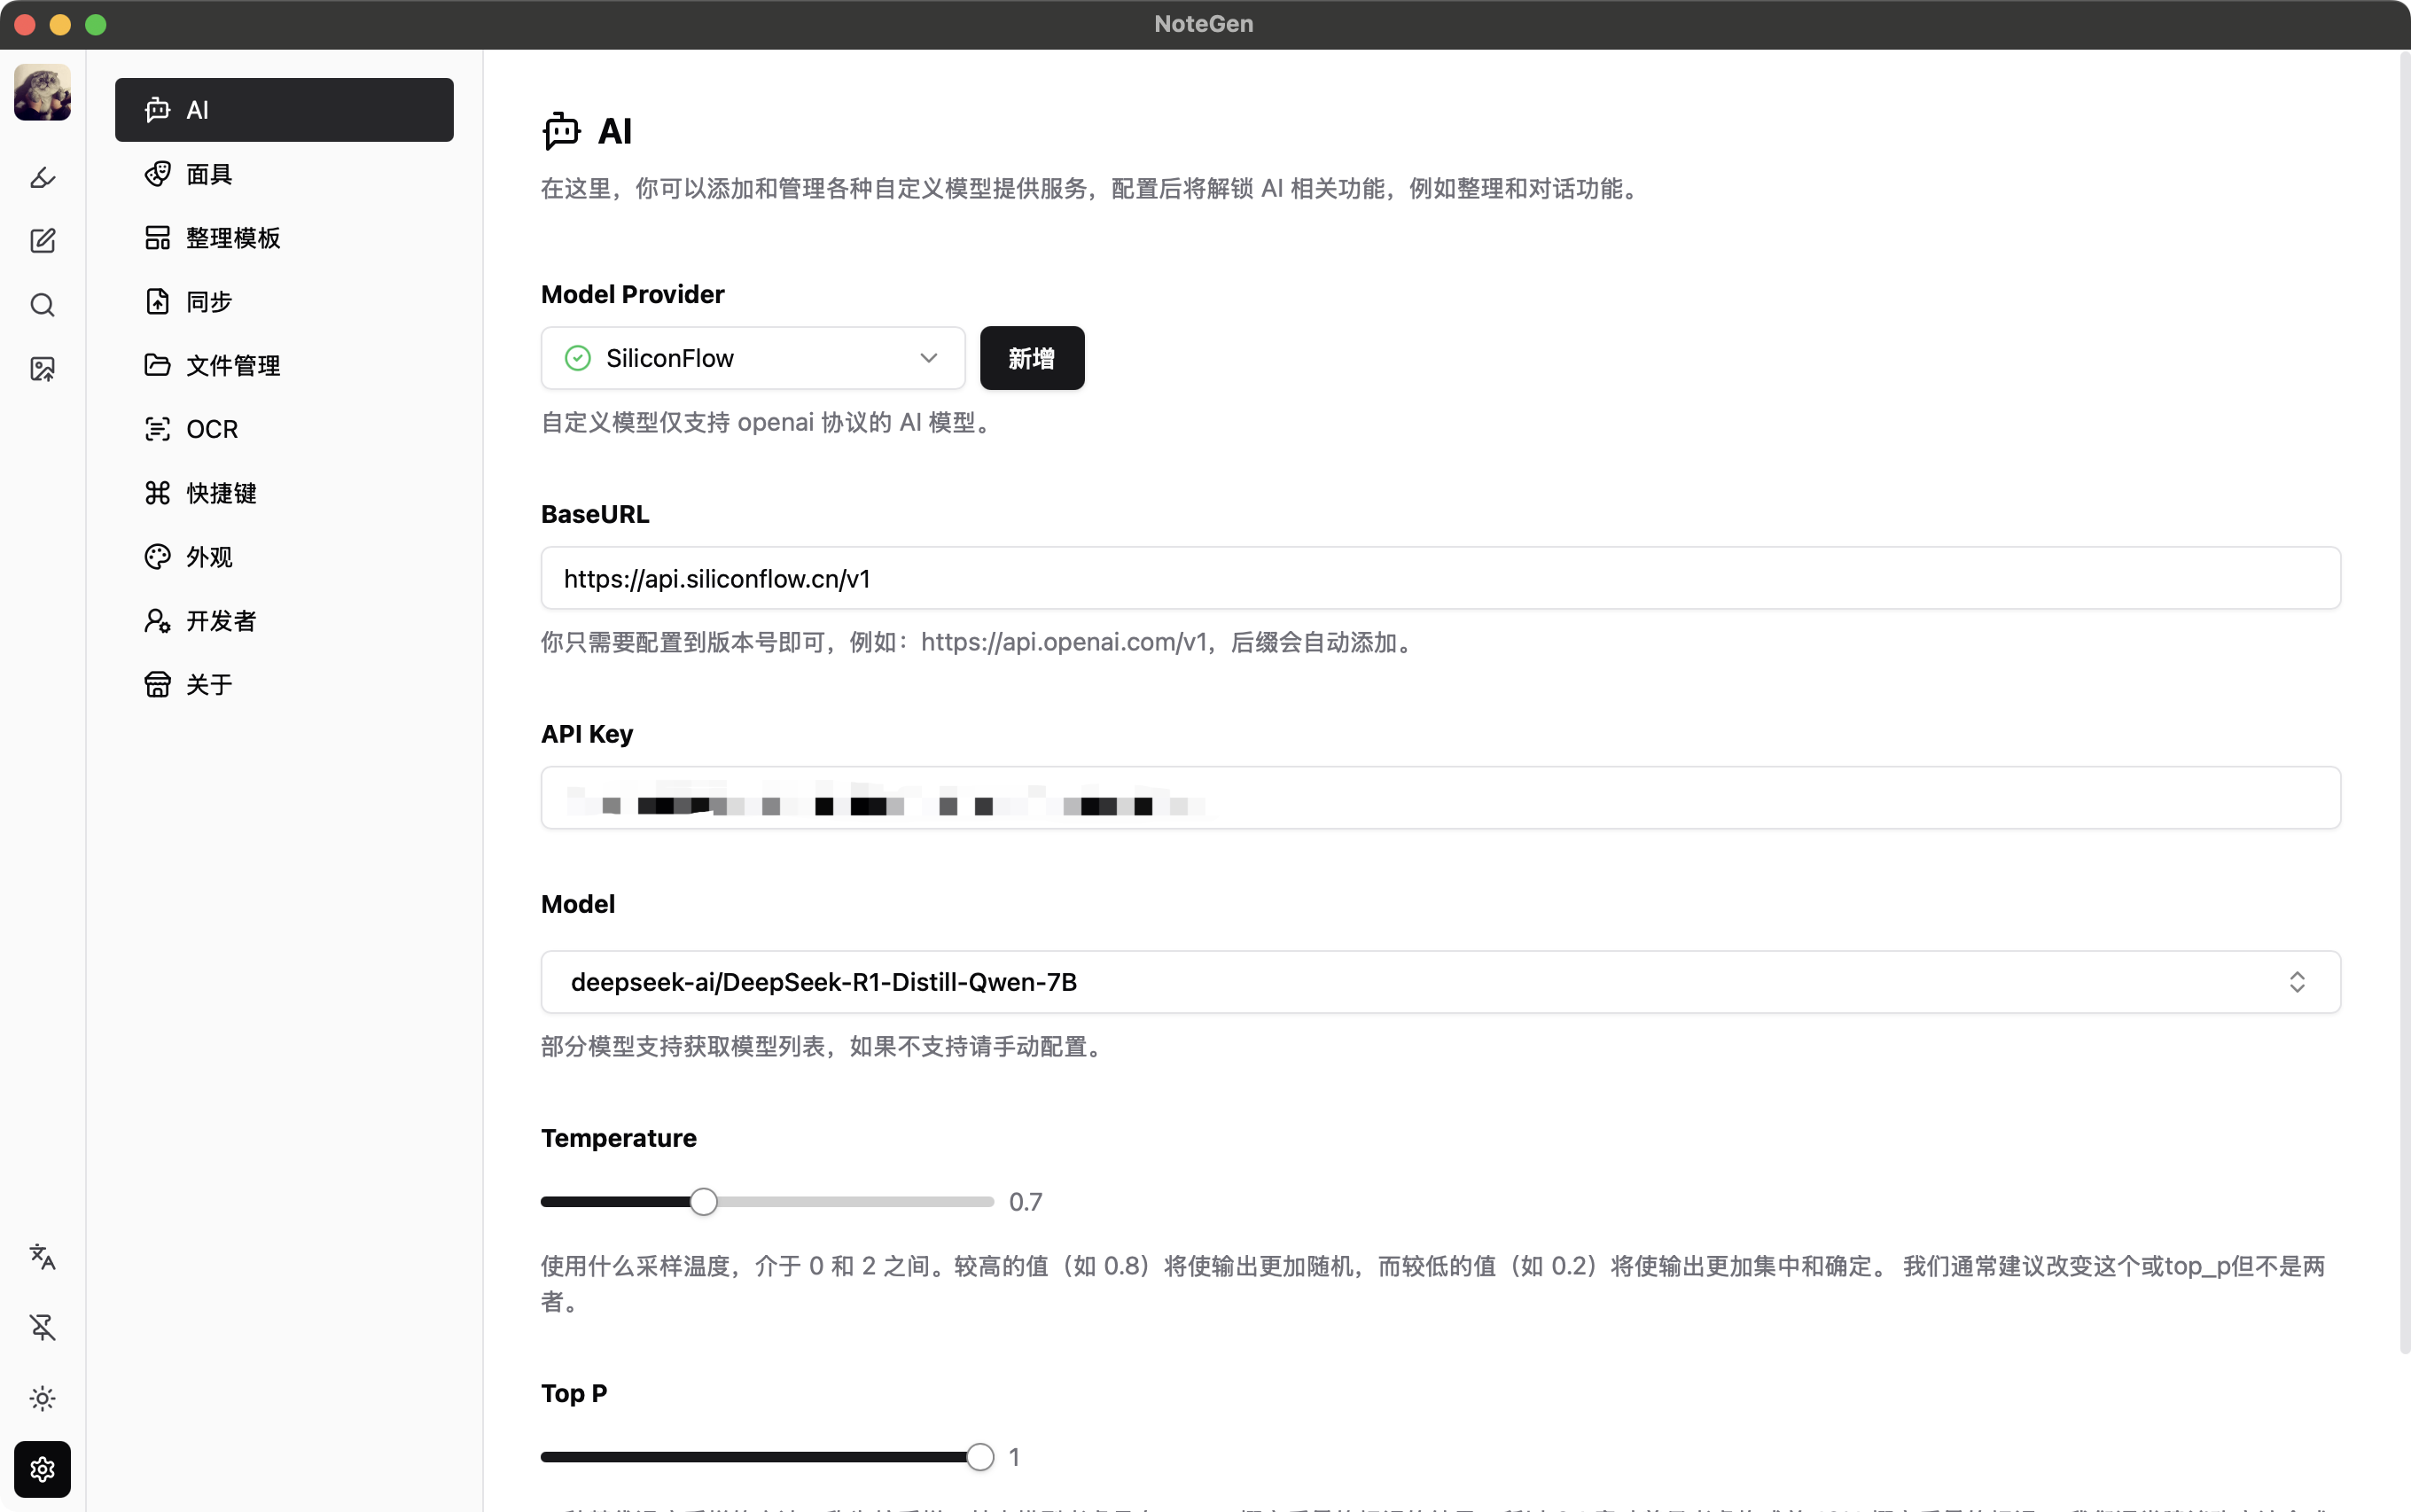 NoteGen
AI
面具
整理模板
同步
文件管理
OCR
快捷键
外观
开发者
关于
AI
在这里，你可以添加和管理各种自定义模型提供服务，配置后将解锁 AI 相关功能，例如整理和对话功能。
Model Provider
SiliconFlow
新增
自定义模型仅支持 openai 协议的 AI 模型。
BaseURL
https://api.siliconflow.cn/v1
你只需要配置到版本号即可，例如：https://api.openai.com/v1，后缀会自动添加。
API Key
Model
deepseek-ai/DeepSeek-R1-Distill-Qwen-7B
部分模型支持获取模型列表，如果不支持请手动配置。
Temperature
0.7
使用什么采样温度，介于 0 和 2 之间。较高的值（如 0.8）将使输出更加随机，而较低的值（如 0.2）将使输出更加集中和确定。 我们通常建议改变这个或top_p但不是两
者。
Top P
1